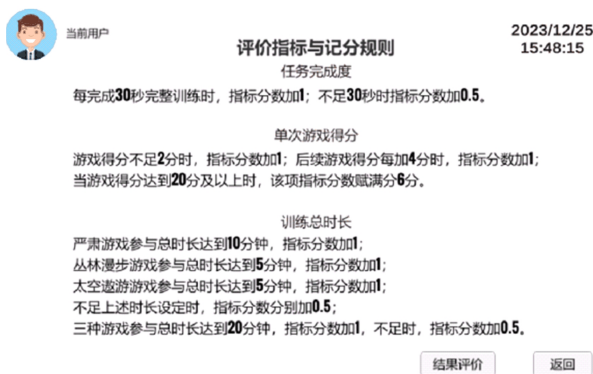 当前用户
2023/12/25
15:48:15
评价指标与记分规则
任务完成度
每完成30秒完整训练时，指标分数加1；不足30秒时指标分数加0.5。
单次游戏得分
游戏得分不足2分时，指标分数加1；后续游戏得分每加4分时，指标分数加1；
当游戏得分达到20分及以上时，该项指标分数赋满分6分。
训练总时长
严肃游戏参与总时长达到10分钟，指标分数加1；
丛林漫步游戏参与总时长达到5分钟，指标分数加1；
太空遨游游戏参与总时长达到5分钟，指标分数加1；
不足上述时长设定时，指标分数分别加0.5；
三种游戏参与总时长达到20分钟，指标分数加1，不足时，指标分数加0.5。
结果评价
返回